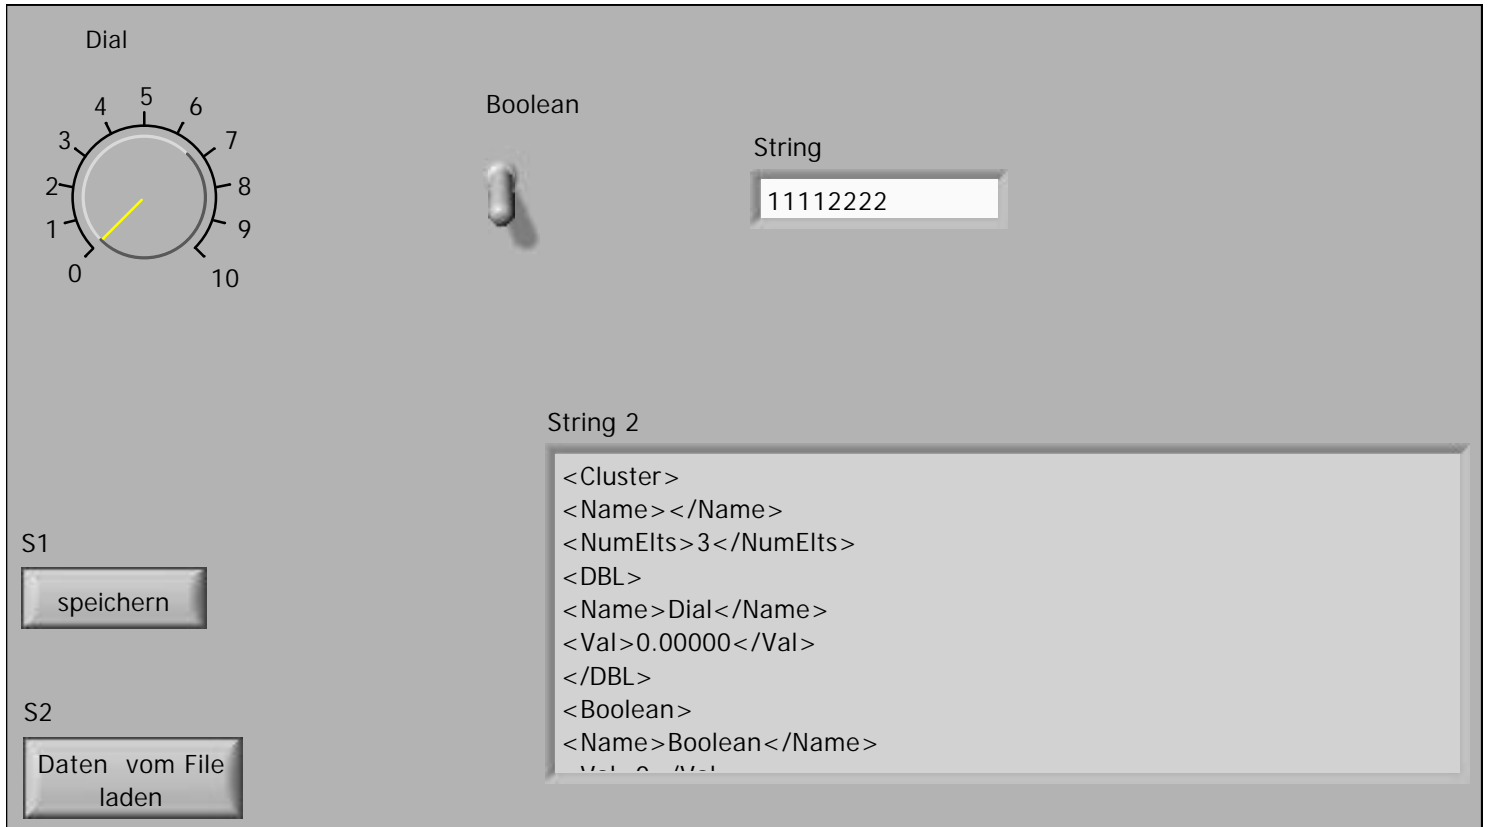 Dial
5
4
6
3
7
2
8
1
9
0
10
Boolean
String
11112222
String 2
<Cluster>
<Name></Name>
<NumElts>3</NumElts>
<DBL>
<Name>Dial</Name>
<Val>0.00000</Val>
</DBL>
<Boolean>
<Name>Boolean</Name>
S1
speichern
S2
Daten vom File
laden